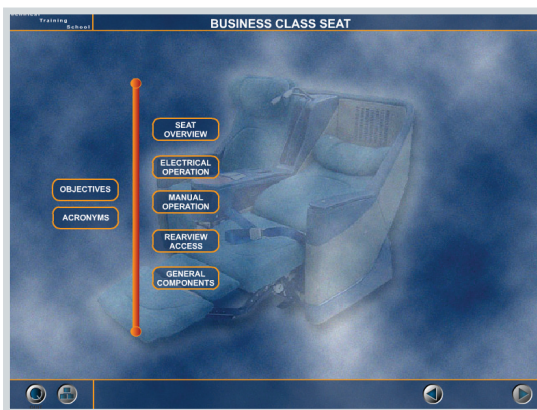 Training
School
BUSINESS CLASS SEAT
SEAT
OVERVIEW
ELECTRICAL
OPERATION
MANUAL
OPERATION
REARVIEW
ACCESS
GENERAL
COMPONENTS
OBJECTIVES
ACRONYMS